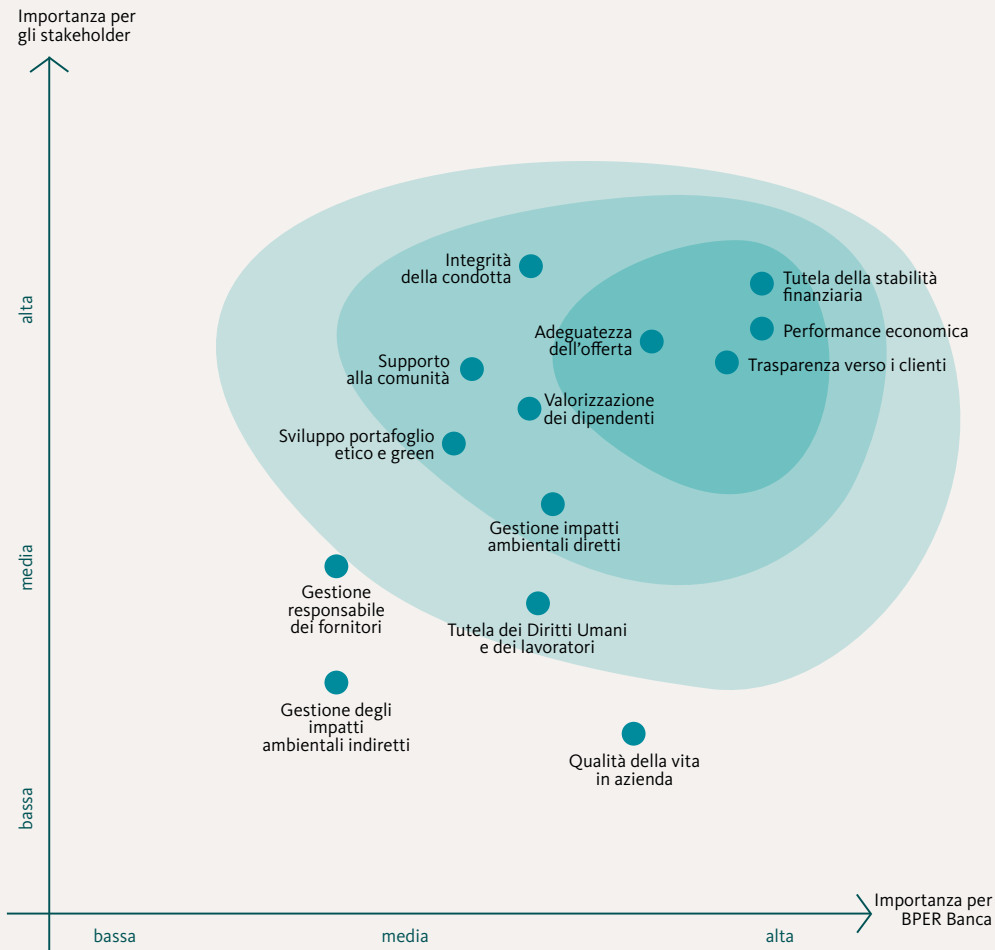 Importanza per
gli stakeholder
alta
media
bassa
Integrità
della condotta
Tutela della stabilità
finanziaria
Adeguatezza
dell'offerta
Performance economica
Supporto
alla comunità
Trasparenza verso i clienti
Valorizzazione
dei dipendenti
Sviluppo portafoglio
etico e green
Gestione impatti
ambientali diretti
Gestione
responsabile
dei fornitori
Tutela dei Diritti Umani
e dei lavoratori
Gestione degli
impatti
ambientali indiretti
Qualità della vita
in azienda
Importanza per
BPER Banca
bassa
media
alta